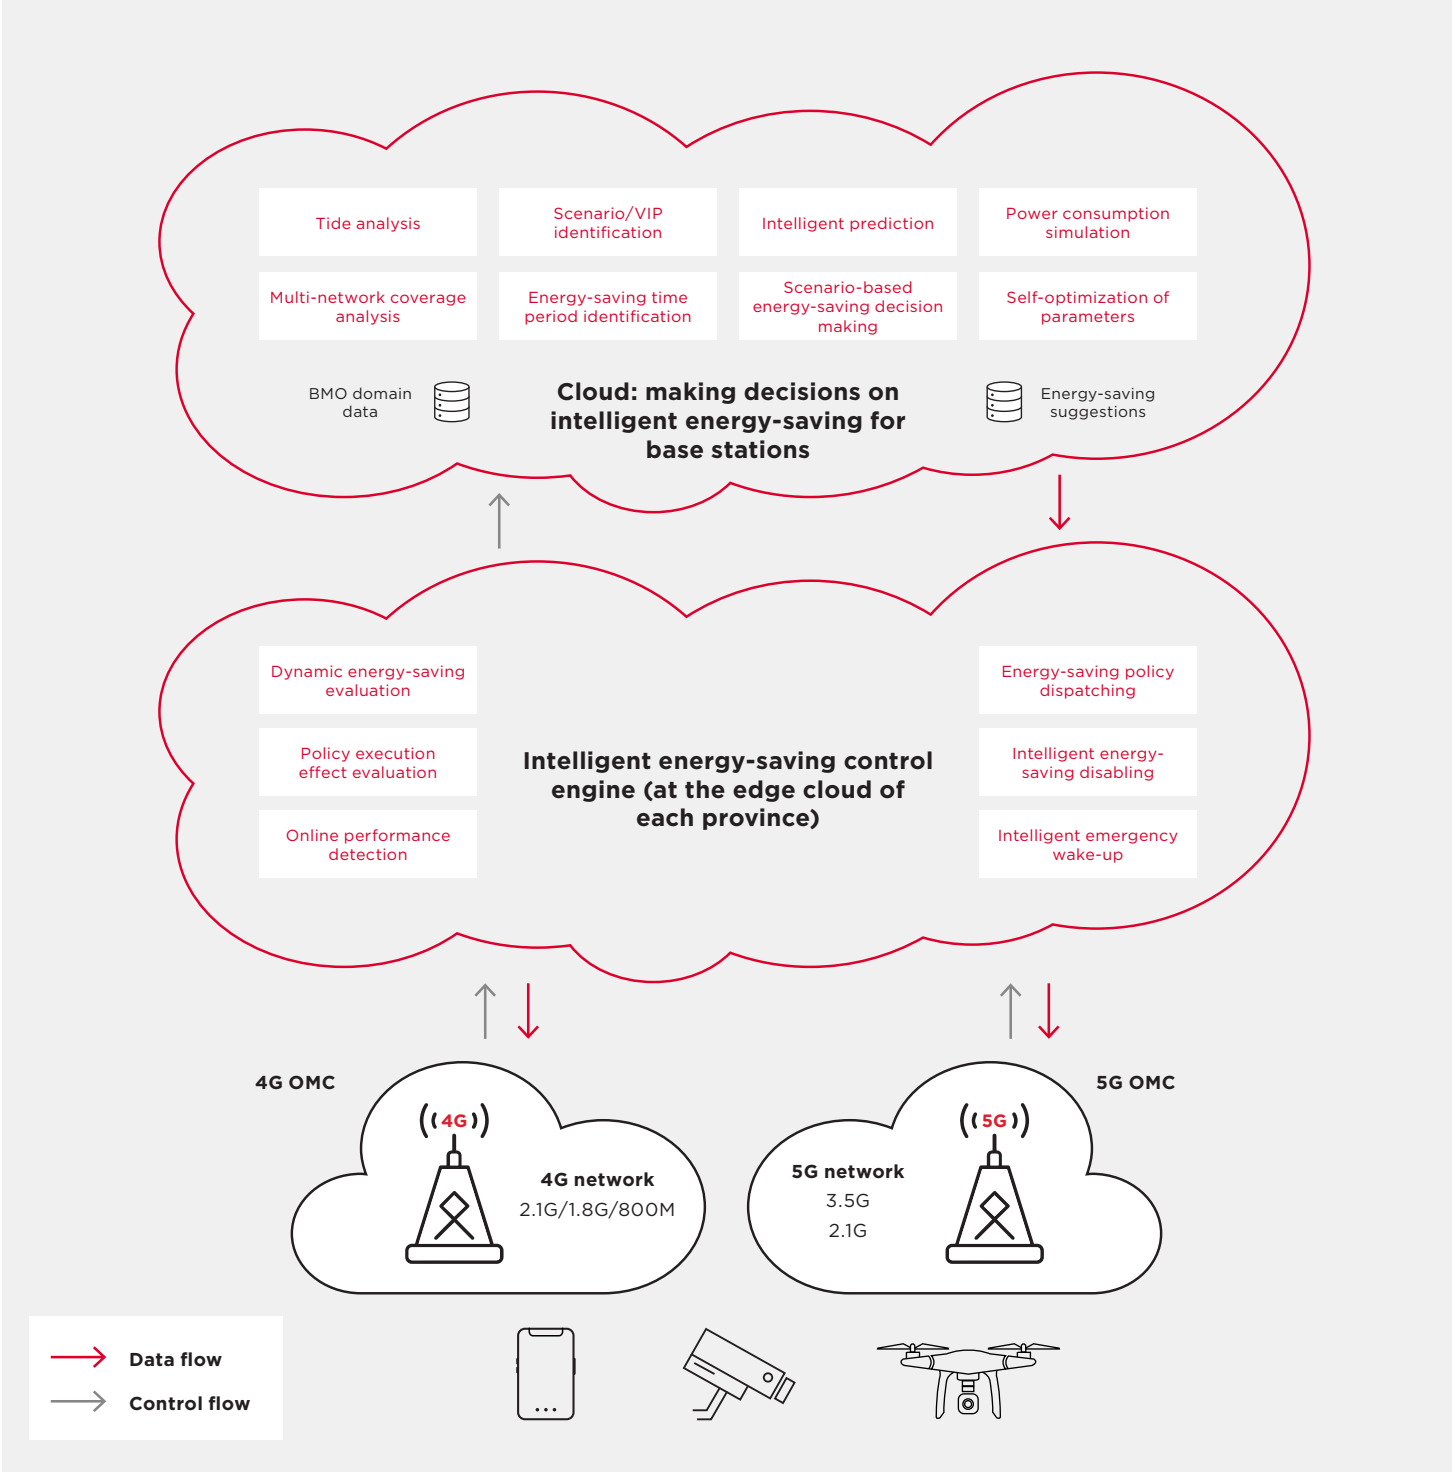 Tide analysis
Scenario/VIP
identification
Intelligent prediction
Power consumption
simulation
Multi-network coverage
analysis
Energy-saving time
period identification
Scenario-based
energy-saving decision
making
Self-optimization of
parameters
BMO domain
data
Cloud: making decisions on
intelligent energy-saving for
base stations
Energy-saving
suggestions
Dynamic energy-saving
evaluation
Policy execution
effect evaluation
Online performance
detection
Intelligent energy-saving control
engine (at the edge cloud of
each province)
Energy-saving policy
dispatching
Intelligent energy-
saving disabling
Intelligent emergency
wake-up
4G OMC
4G
4G network
2.1G/1.8G/800M
5G OMC
5G
5G network
3.5G
2.1G
Data flow
Control flow